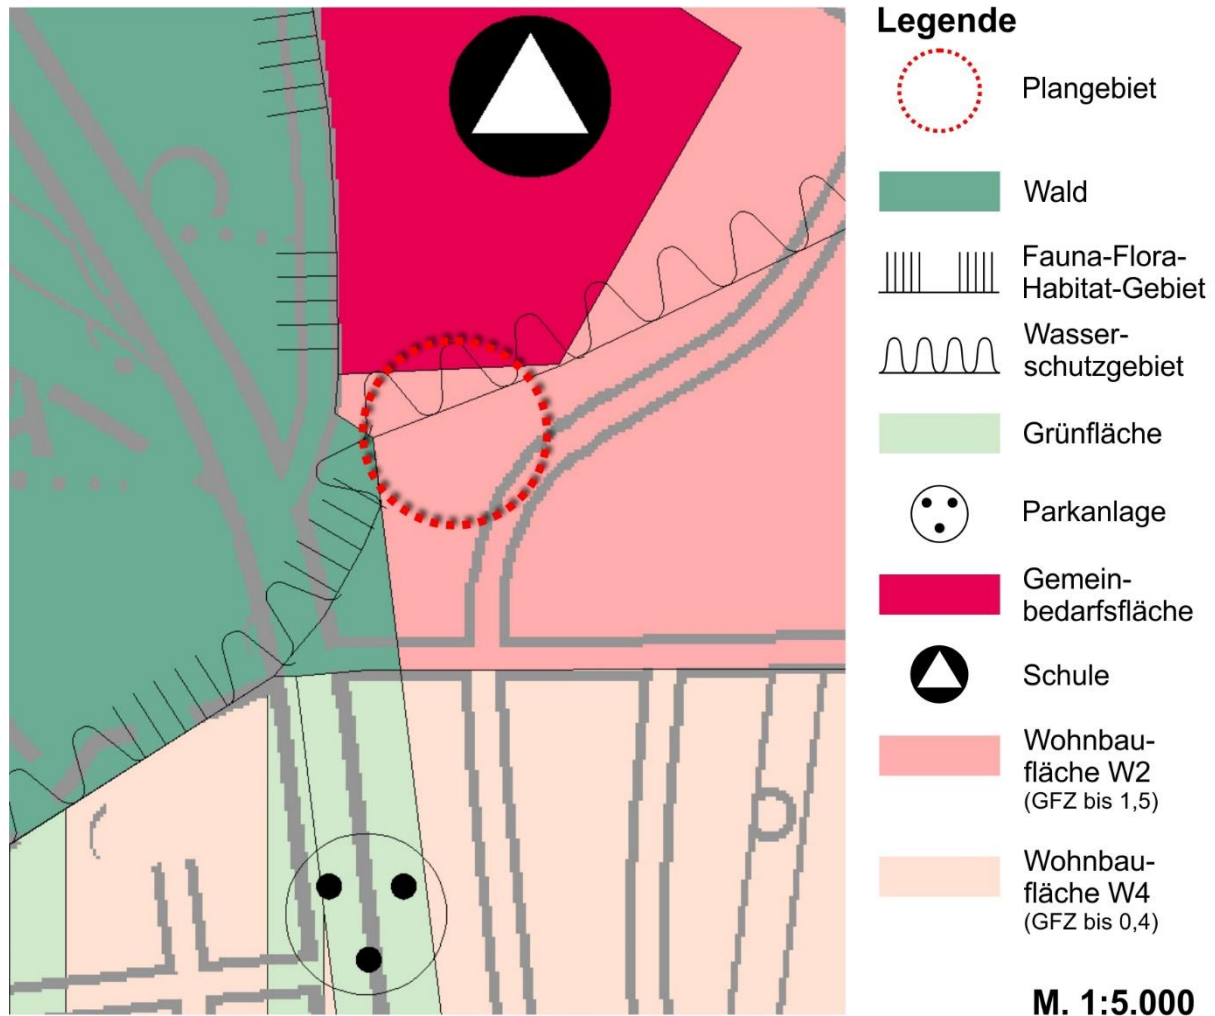 Legende
Plangebiet
Wald
Fauna-Flora-
Habitat-Gebiet
Wasser-
schutzgebiet
Grünfläche
Parkanlage
Gemein-
bedarfsfläche
Schule
Wohnbau-
fläche W2
(GFZ bis 1,5)
Wohnbau-
fläche W4
(GFZ bis 0,4)
M. 1:5.000